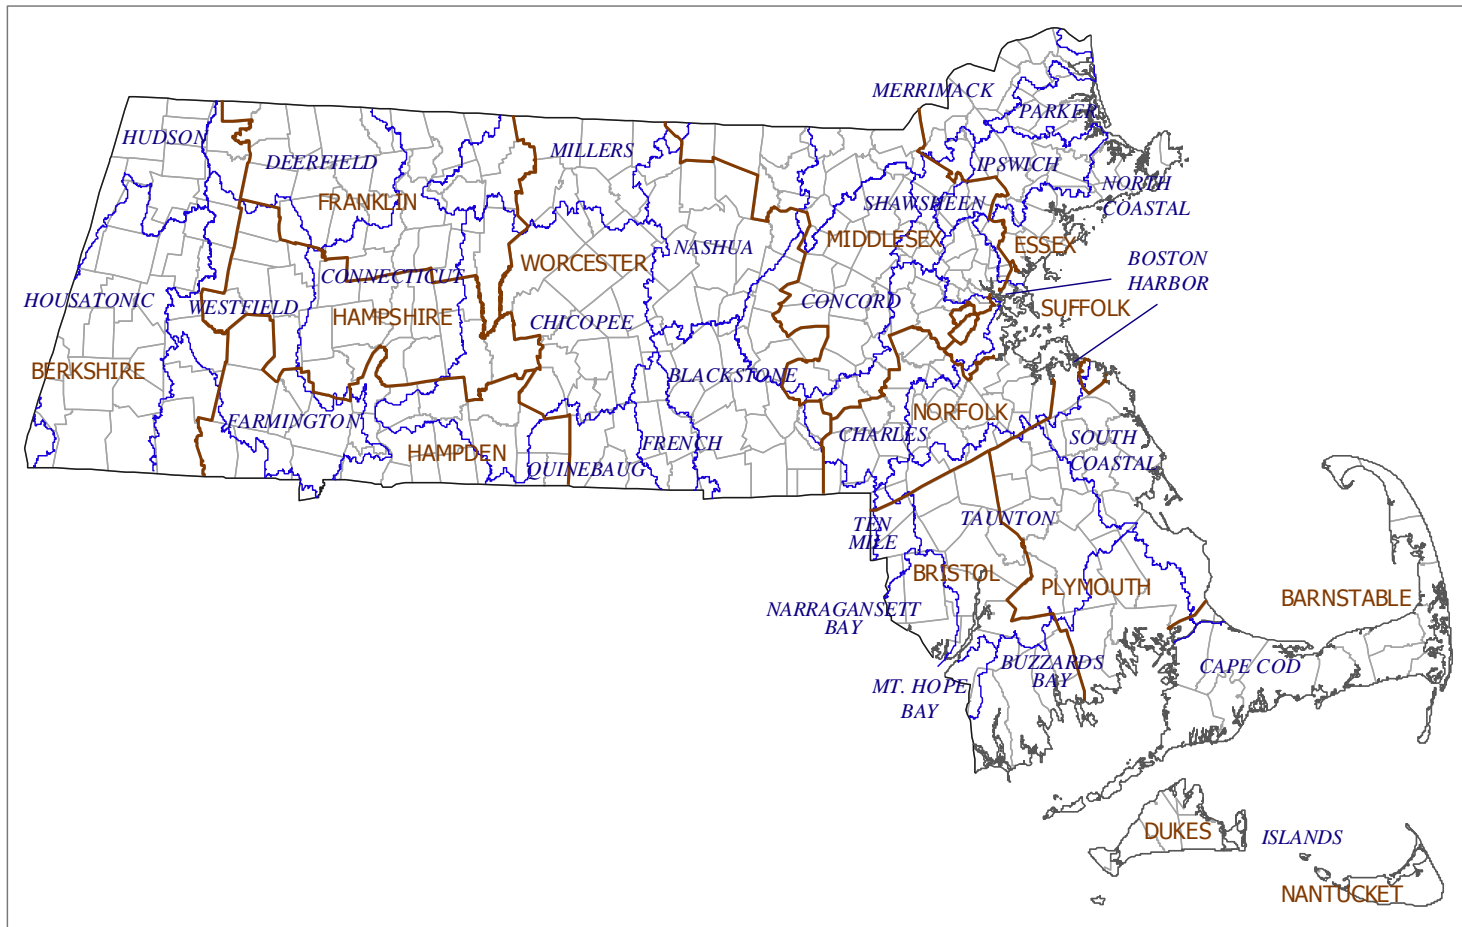 MERRIMACK
PARKER
HUDSON
DEERFIELD
MILLERS
IPSWICH
NORTH
COASTAL
FRANKLIN
SHAWSHEEN
NASHUA
MIDDLESEX
ESSEX
WORCESTER
BOSTON
HARBOR
CONNECTICUT
HOUSATONIC
WESTFIELD
CONCORD
SUFFOLK
HAMPSHIRE
CHICOPEE
BERKSHIRE
BLACKSTONE
NORFOLK
FARMINGTON
CHARLES
SOUTH
COASTAL
FRENCH
HAMPDEN
QUINEBAUG
TEN
MILE
TAUNTON
BRISTOL
PLYMOUTH
BARNSTABLE
NARRAGANSETT
BAY
BUZZARDS
BAY
CAPE COD
MT. HOPE
BAY
DUKES
ISLANDS
NANTUCKET